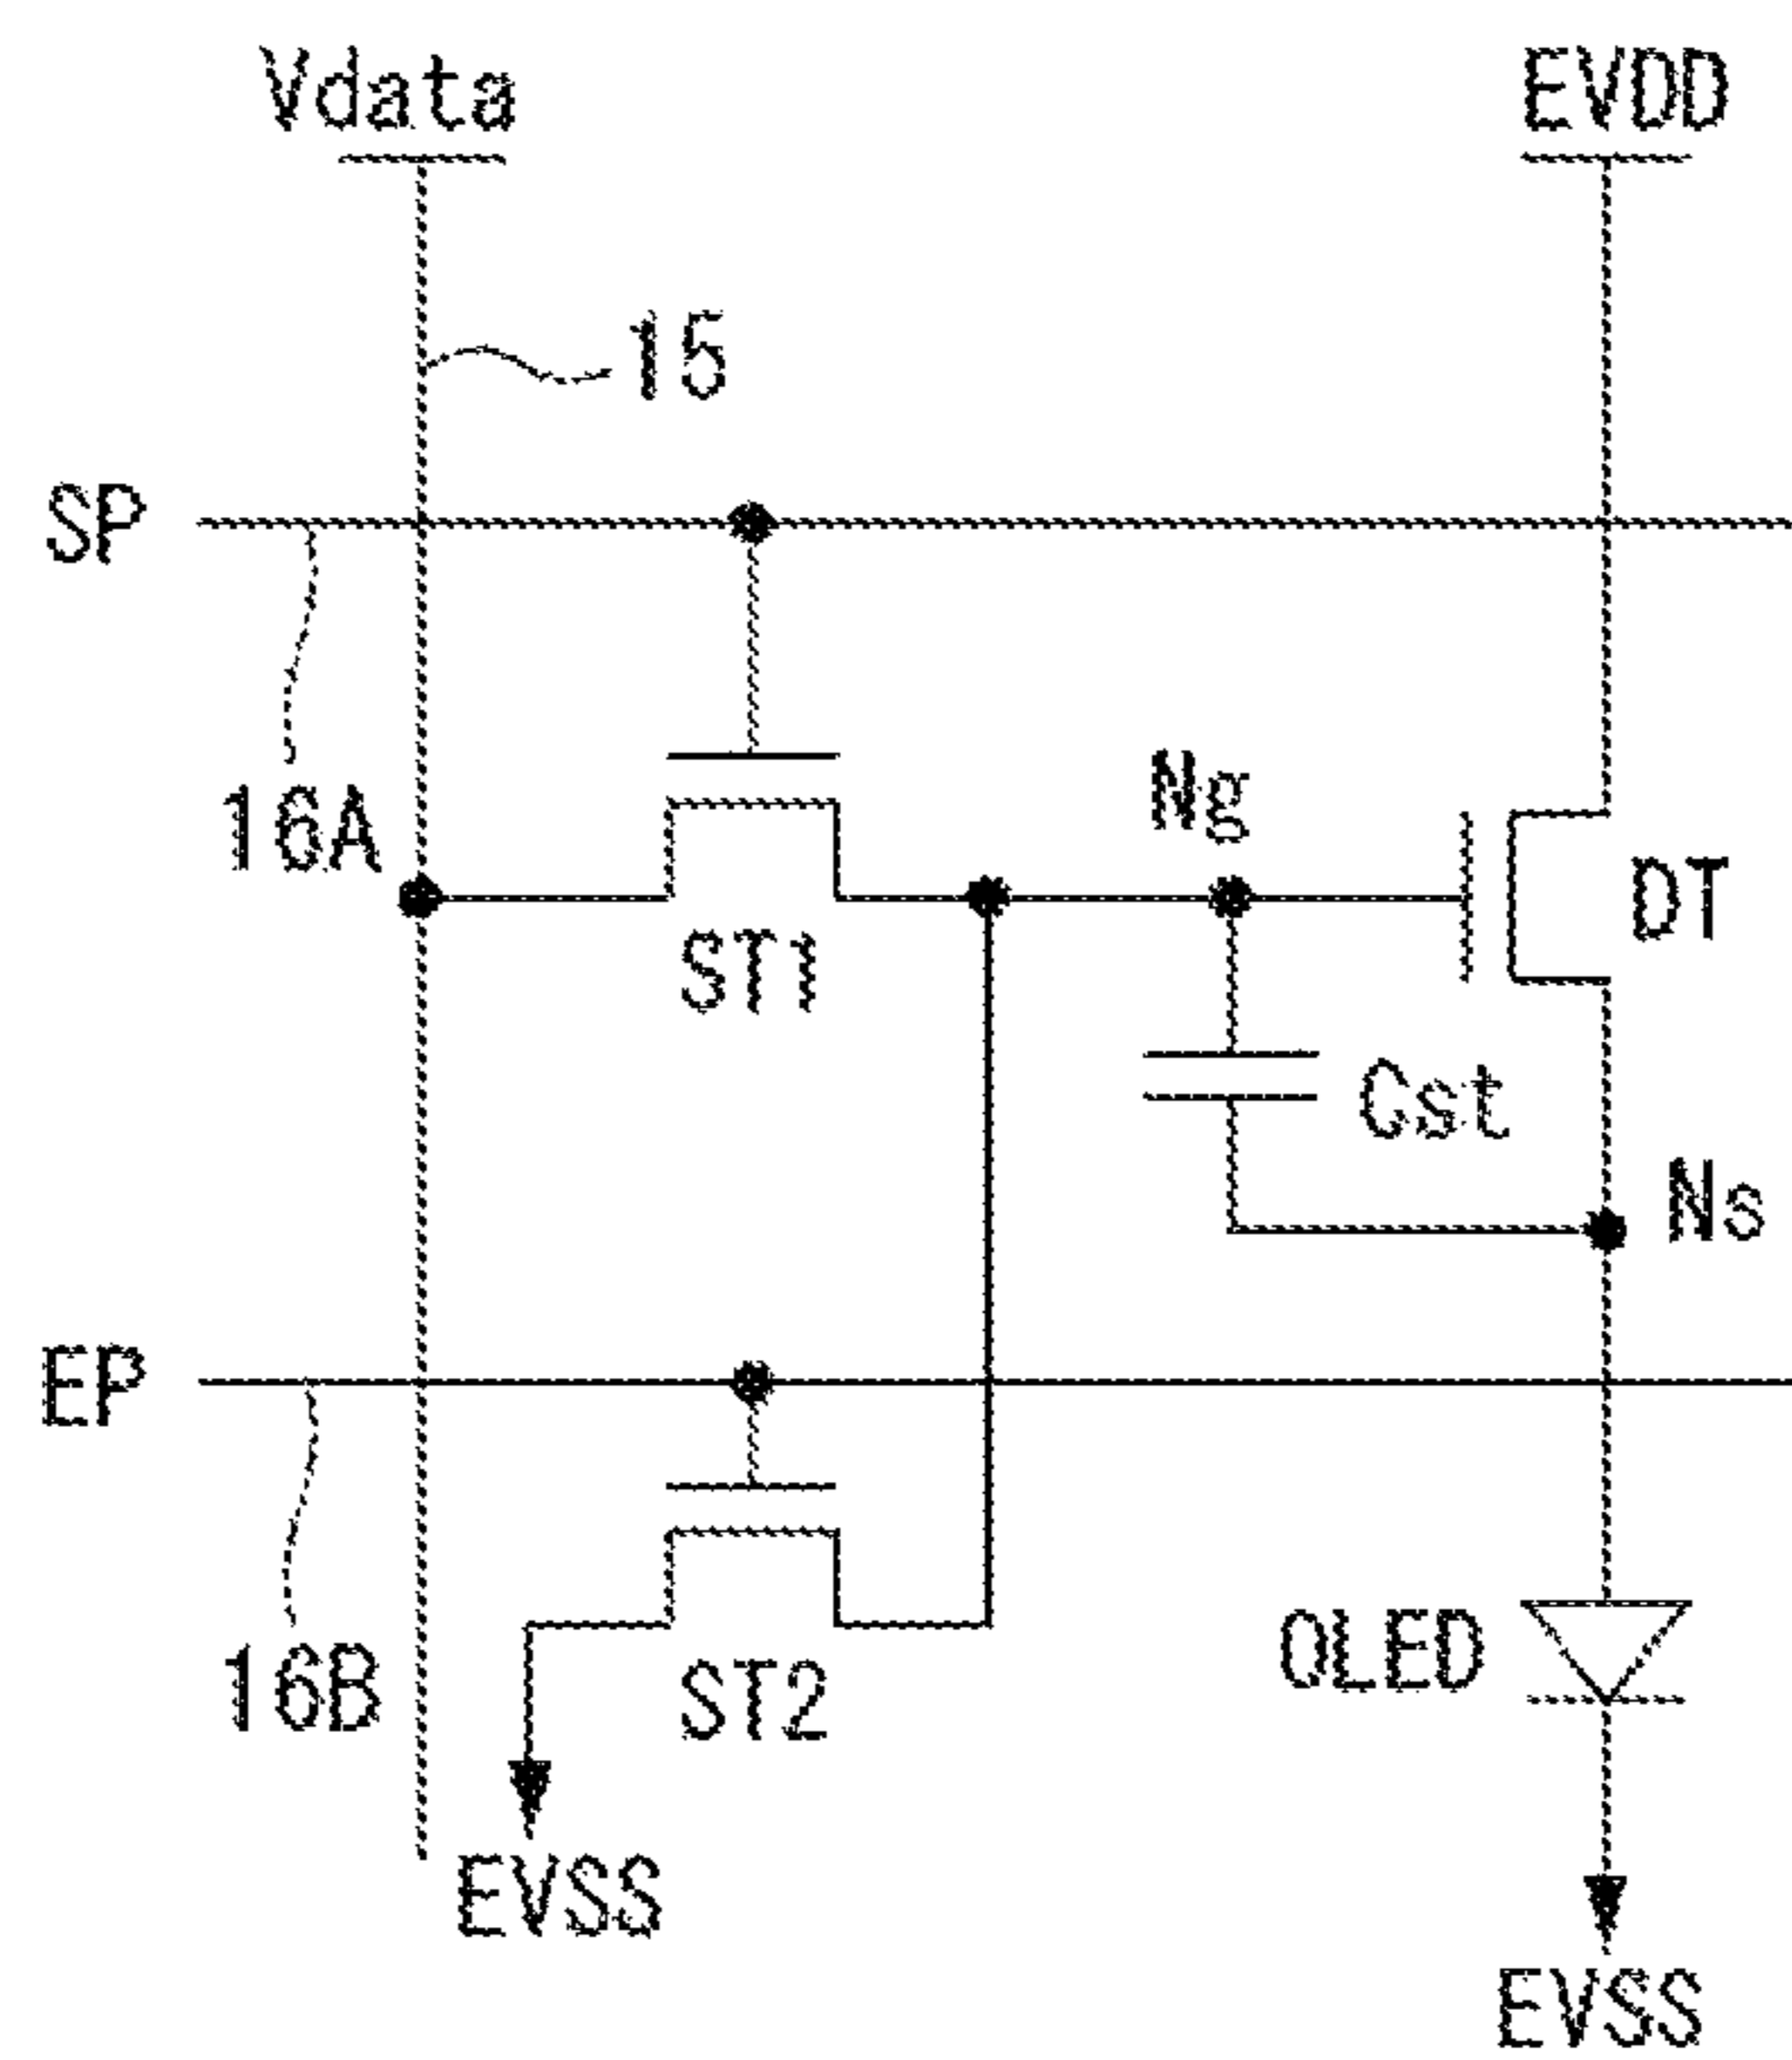 Vdata
EVDD
15
SP
16A
Ng
DT
ST1
Cst
Ns
EP
OLED
16B
ST2
EVSS
EVSS